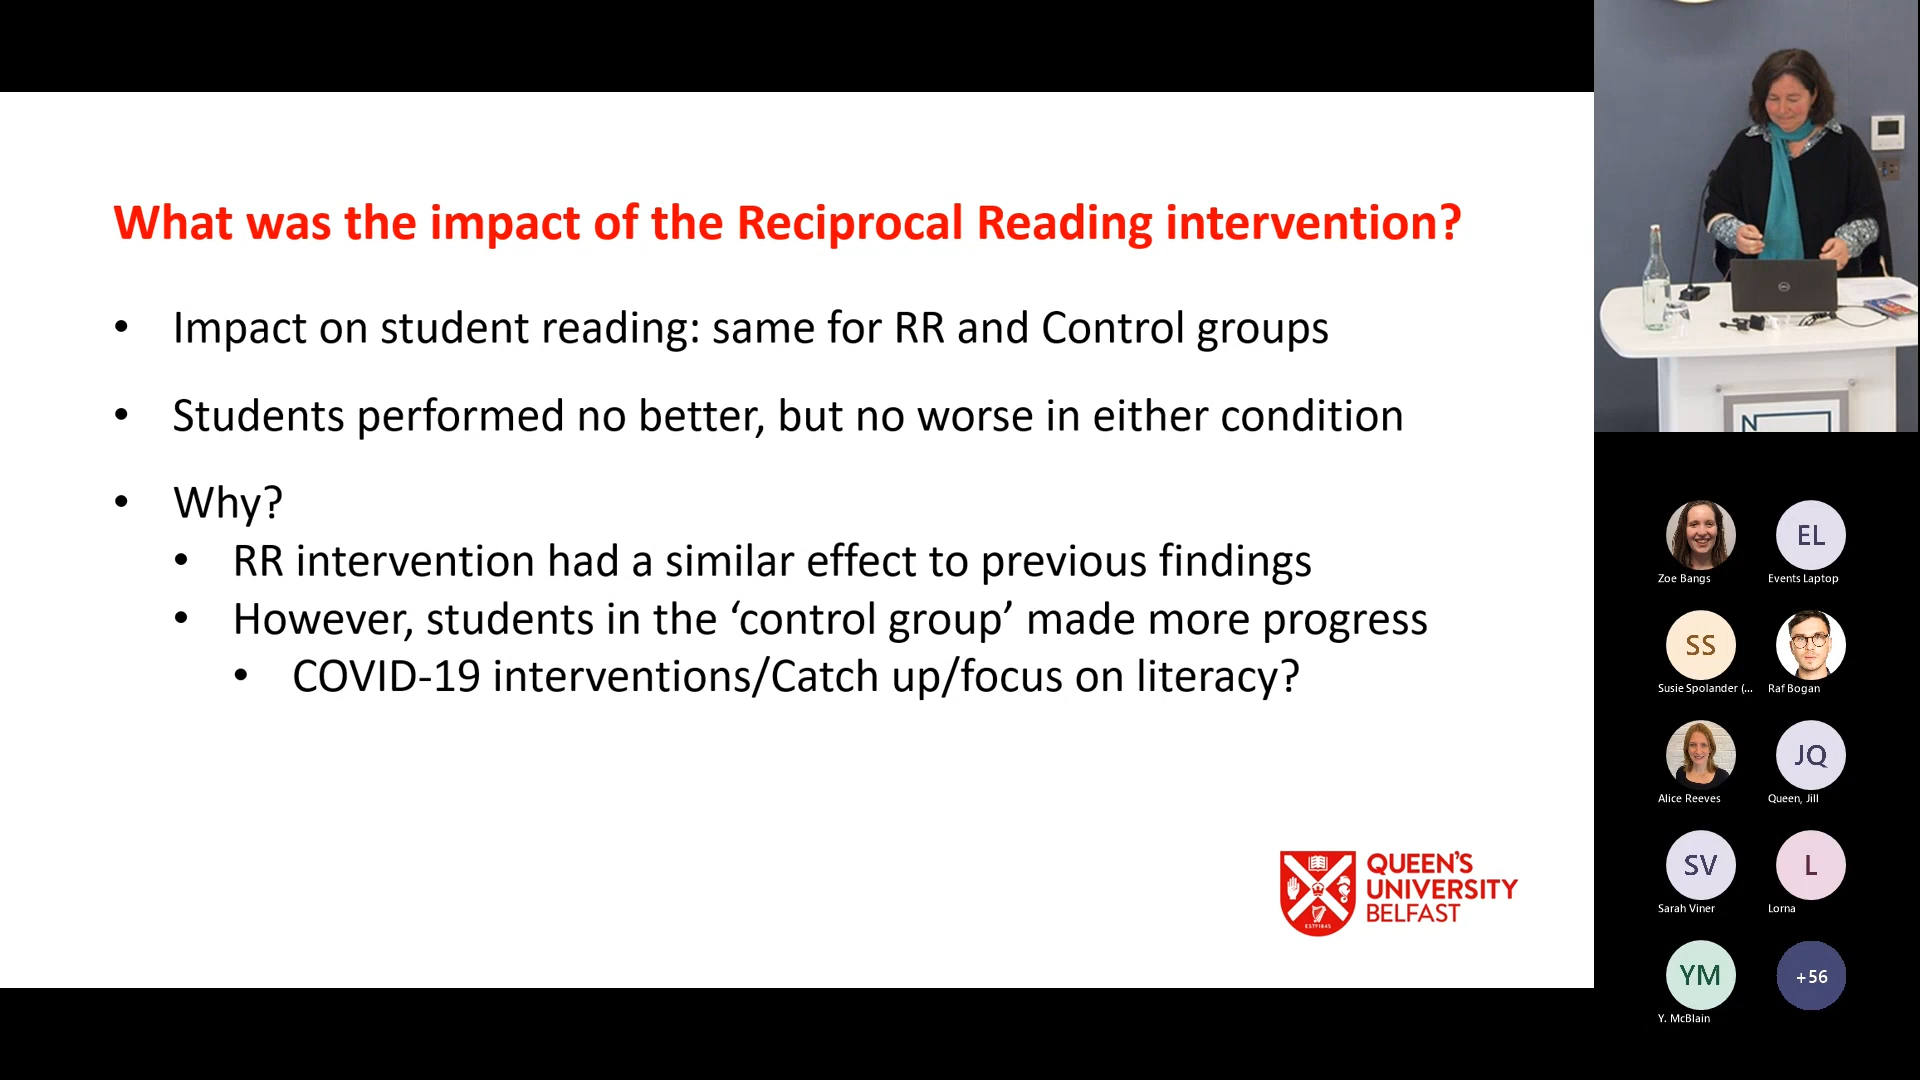 What was the impact of the Reciprocal Reading intervention?
• Impact on student reading: same for RR and Control groups
• Students performed no better, but no worse in either condition
• Why?
• RR intervention had a similar effect to previous findings
• However, students in the ‘control group’ made more progress
• COVID-19 interventions/Catch up/focus on literacy?
QUEEN'S
UNIVERSITY
BELFAST
ESTD1845
DELL
N
Zoe Bangs
EL
Events Laptop
SS
Susie Spolander (...
Raf Bogan
Alice Reeves
JQ
Queen, Jill
SV
Sarah Viner
L
Lorna
YM
Y. McBlain
+56